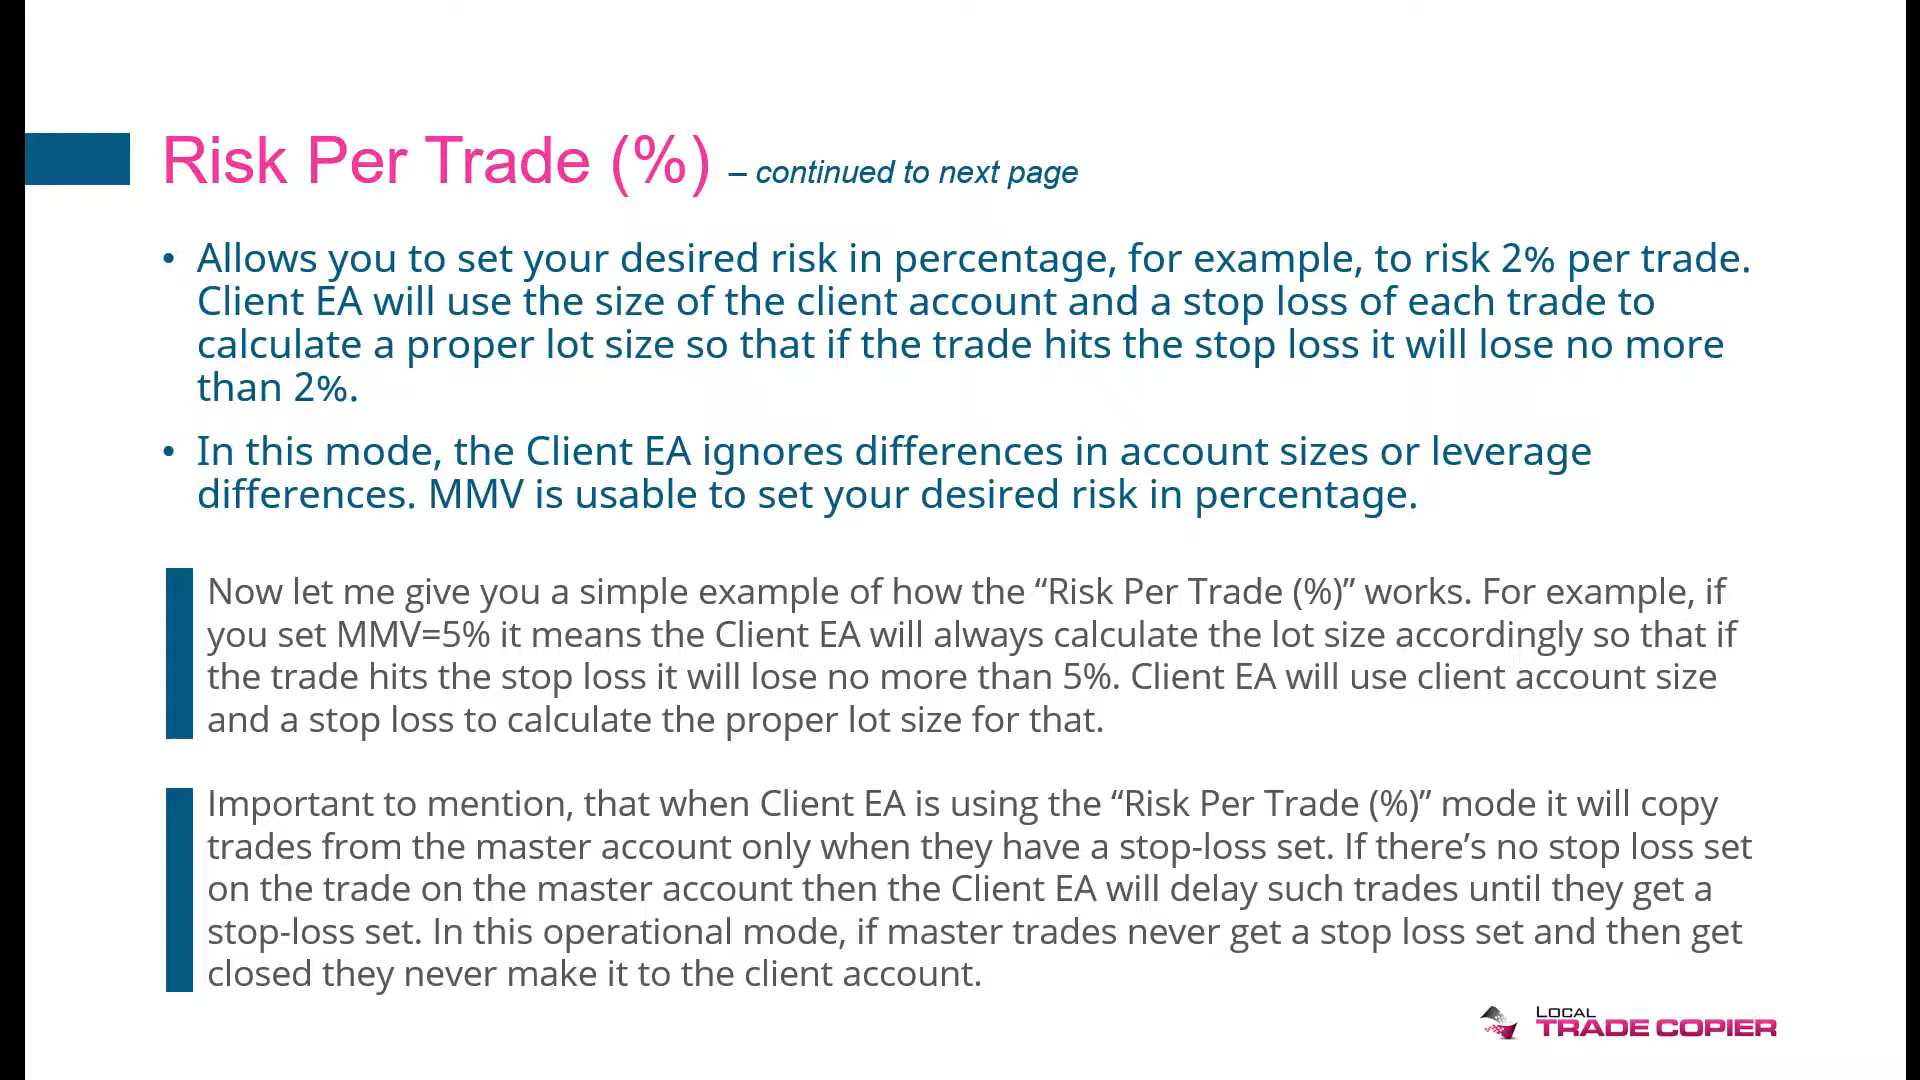 Risk Per Trade (%) – continued to next page
• Allows you to set your desired risk in percentage, for example, to risk 2% per trade.
Client EA will use the size of the client account and a stop loss of each trade to
calculate a proper lot size so that if the trade hits the stop loss it will lose no more
than 2%.
• In this mode, the Client EA ignores differences in account sizes or leverage
differences. MMV is usable to set your desired risk in percentage.
Now let me give you a simple example of how the “Risk Per Trade (%)” works. For example, if
you set MMV=5% it means the Client EA will always calculate the lot size accordingly so that if
the trade hits the stop loss it will lose no more than 5%. Client EA will use client account size
and a stop loss to calculate the proper lot size for that.
Important to mention, that when Client EA is using the “Risk Per Trade (%)” mode it will copy
trades from the master account only when they have a stop-loss set. If there’s no stop loss set
on the trade on the master account then the Client EA will delay such trades until they get a
stop-loss set. In this operational mode, if master trades never get a stop loss set and then get
closed they never make it to the client account.
LOCAL
TRADE COPIER